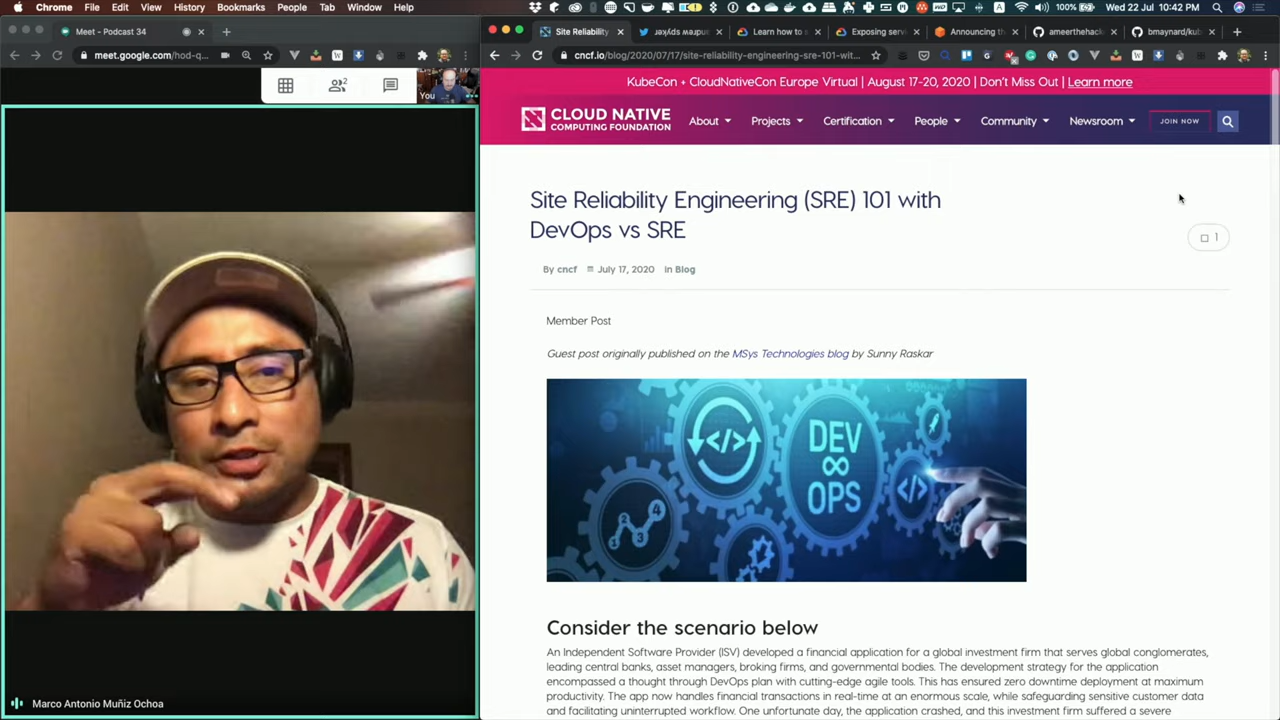 Chrome File Edit View History Bookmarks People Tab Window Help
100% Wed 22 Jul 10:42 PM
Meet - Podcast 34
meet.google.com/hod-q...
2
You
Marco Antonio Muñiz Ochoa
Site Reliability
Learn how to s
Exposing serv
Announcing th
ameerthehack
bmaynard/kub
cncf.io/blog/2020/07/17/site-reliability-engineering-sre-101-wit...
KubeCon + CloudNativeCon Europe Virtual | August 17-20, 2020 | Don't Miss Out | Learn more
CLOUD NATIVE
COMPUTING FOUNDATION
About Projects Certification People Community Newsroom JOIN NOW
Site Reliability Engineering (SRE) 101 with
DevOps vs SRE
1
By cncf July 17, 2020 in Blog
Member Post
Guest post originally published on the MSys Technologies blog by Sunny Raskar
DEV
OPS
</>
</>
1 2 3 4
Consider the scenario below
An Independent Software Provider (ISV) developed a financial application for a global investment firm that serves global conglomerates,
leading central banks, asset managers, broking firms, and governmental bodies. The development strategy for the application
encompassed a thought through DevOps plan with cutting-edge agile tools. This has ensured zero downtime deployment at maximum
productivity. The app now handles financial transactions in real-time at an enormous scale, while safeguarding sensitive customer data
and facilitating uninterrupted workflow. One unfortunate day, the application crashed, and this investment firm suffered a severe